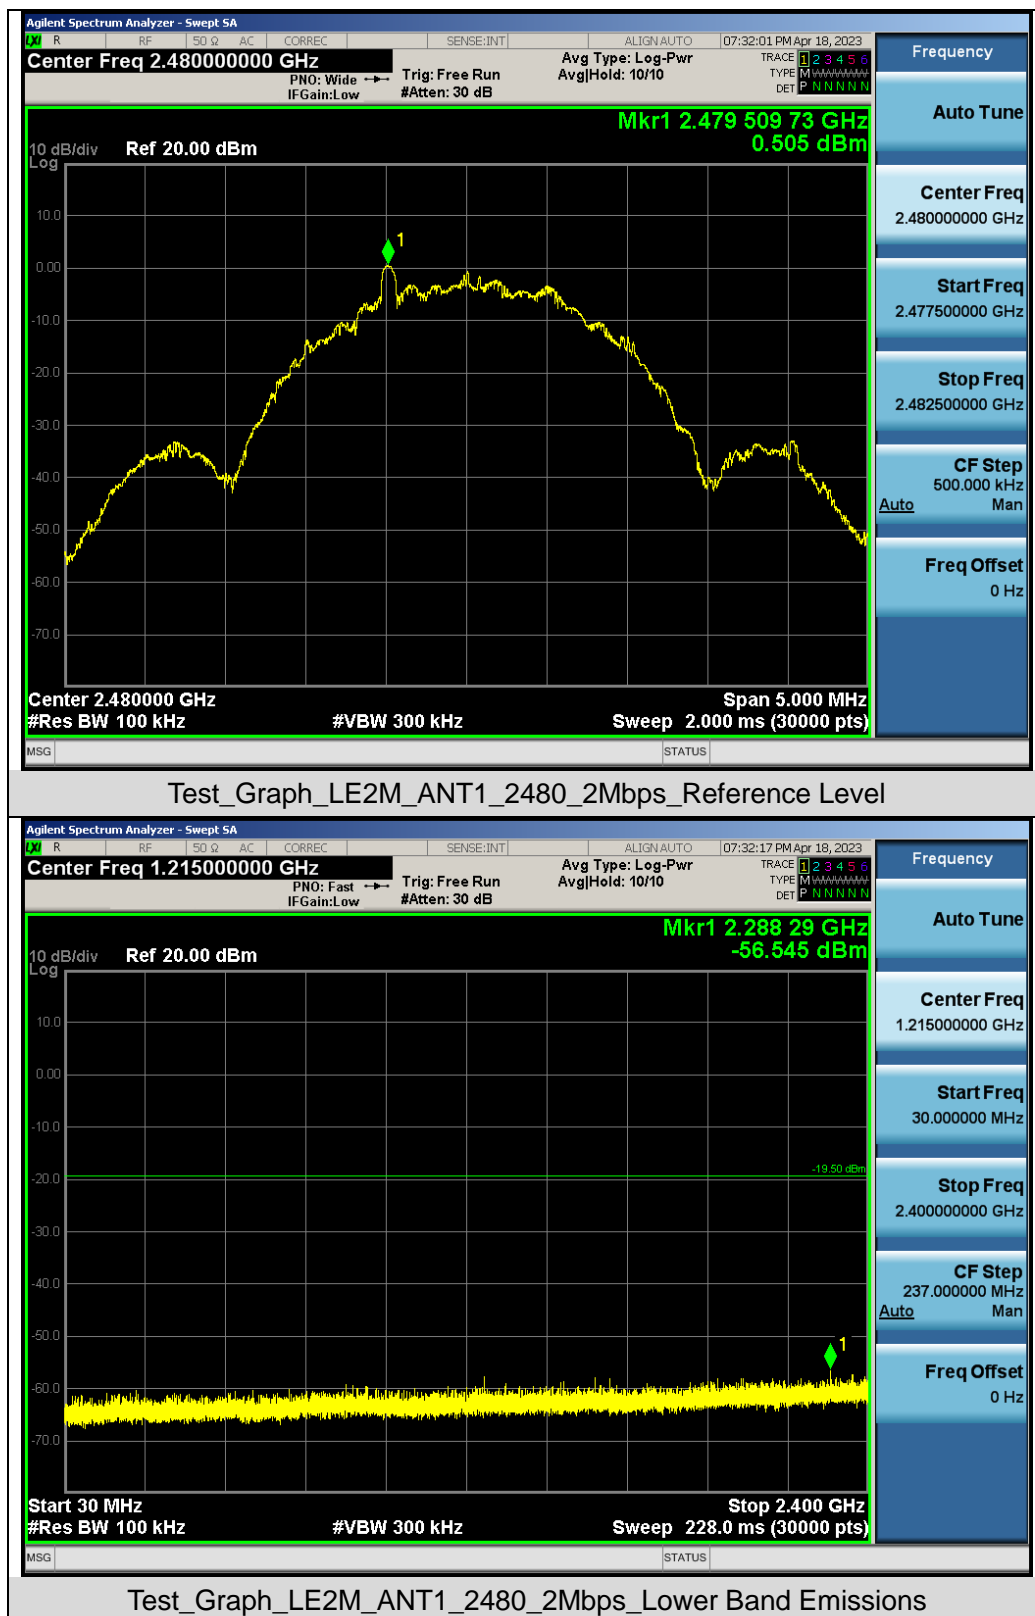 Agilent Spectrum Analyzer - Swept SA
LXI R RF 50 Ω AC CORREC SENSE:INT ALIGN AUTO 07:32:01 PM Apr 18, 2023
Center Freq 2.480000000 GHz
PNO: Wide
IFGain:Low
Trig: Free Run
#Atten: 30 dB
Avg Type: Log-Pwr
Avg|Hold: 10/10
TRACE 1 2 3 4 5 6
TYPE M
DET P N N N N N
Mkr1 2.479 509 73 GHz
0.505 dBm
10 dB/div
Log
Ref 20.00 dBm
10.0
0.00
-10.0
-20.0
-30.0
-40.0
-50.0
-60.0
-70.0
1
Center 2.480000 GHz
Span 5.000 MHz
#Res BW 100 kHz
#VBW 300 kHz
Sweep 2.000 ms (30000 pts)
MSG
STATUS
Frequency
Auto Tune
Center Freq
2.480000000 GHz
Start Freq
2.477500000 GHz
Stop Freq
2.482500000 GHz
CF Step
500.000 kHz
Auto Man
Freq Offset
0 Hz
Test_Graph_LE2M_ANT1_2480_2Mbps_Reference Level
Agilent Spectrum Analyzer - Swept SA
LXI R RF 50 Ω AC CORREC SENSE:INT ALIGN AUTO 07:32:17 PM Apr 18, 2023
Center Freq 1.215000000 GHz
PNO: Fast
IFGain:Low
Trig: Free Run
#Atten: 30 dB
Avg Type: Log-Pwr
Avg|Hold: 10/10
TRACE 1 2 3 4 5 6
TYPE M
DET P N N N N N
Mkr1 2.288 29 GHz
-56.545 dBm
10 dB/div
Log
Ref 20.00 dBm
10.0
0.00
-10.0
-20.0
-30.0
-40.0
-50.0
-60.0
-70.0
-19.50 dBm
1
Start 30 MHz
Stop 2.400 GHz
#Res BW 100 kHz
#VBW 300 kHz
Sweep 228.0 ms (30000 pts)
MSG
STATUS
Frequency
Auto Tune
Center Freq
1.215000000 GHz
Start Freq
30.000000 MHz
Stop Freq
2.400000000 GHz
CF Step
237.000000 MHz
Auto Man
Freq Offset
0 Hz
Test_Graph_LE2M_ANT1_2480_2Mbps_Lower Band Emissions